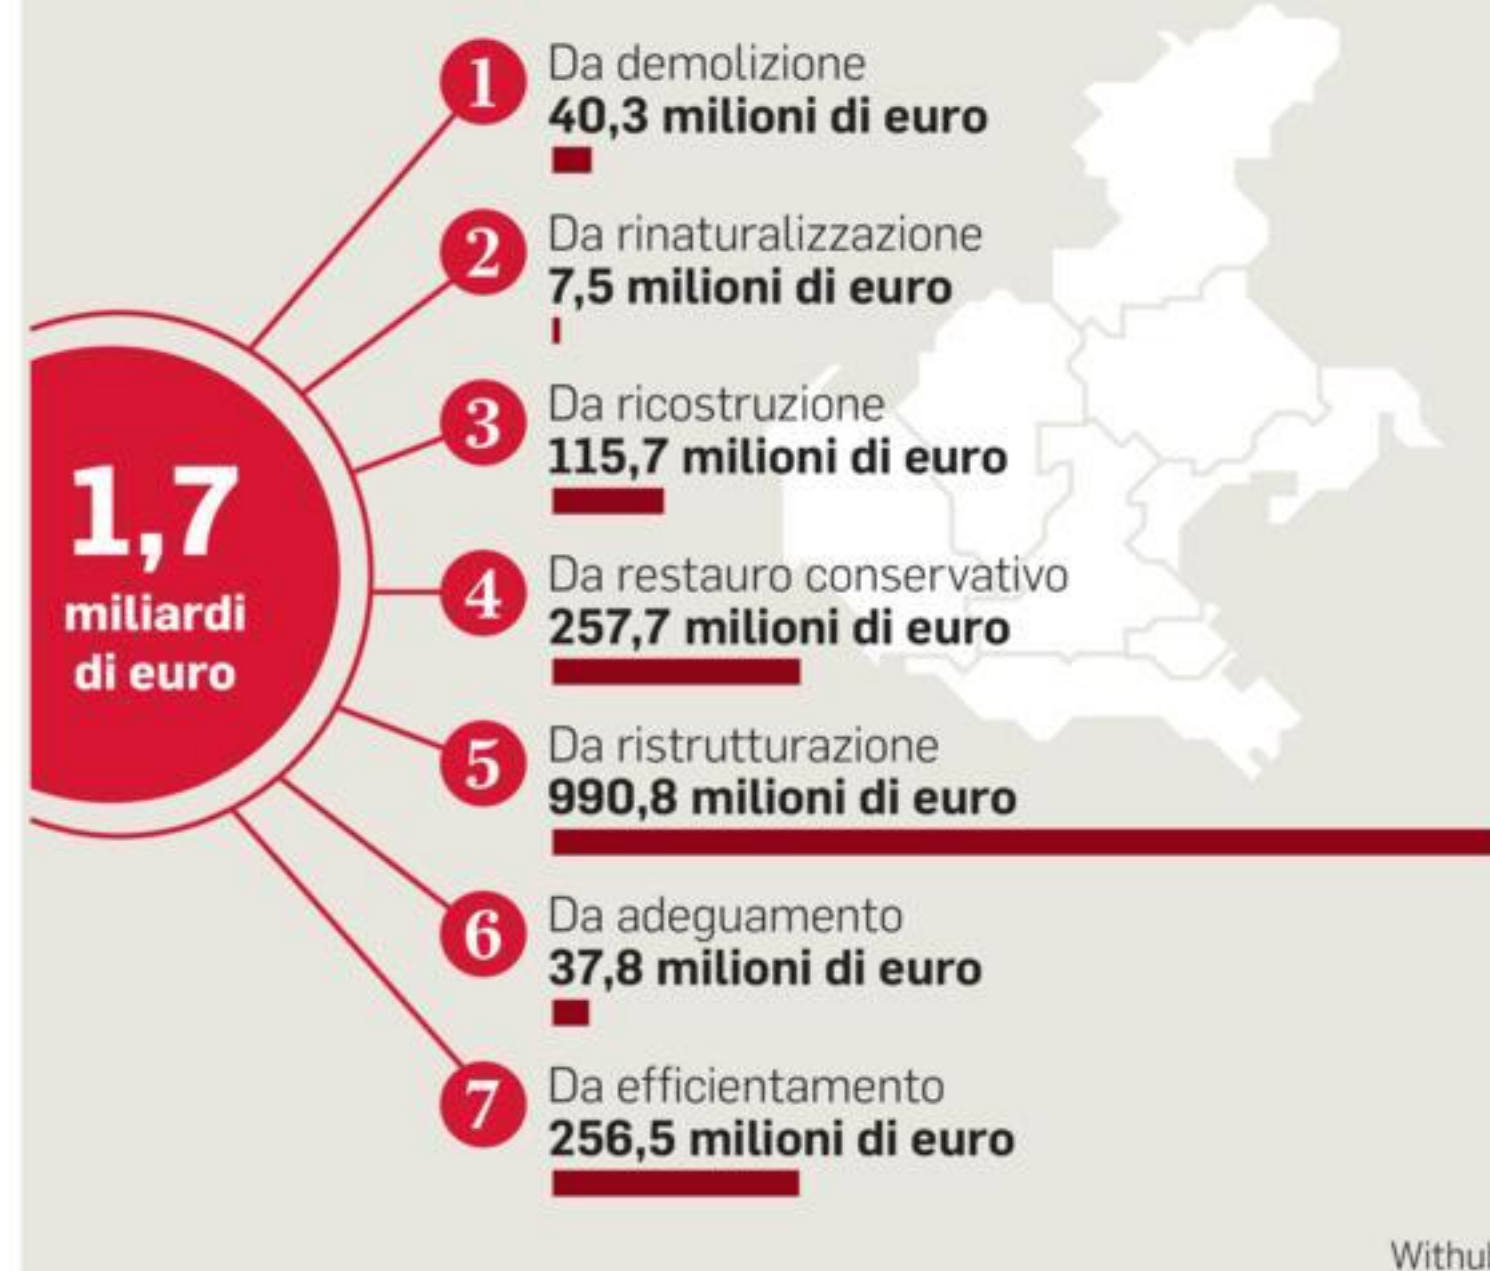 1,7
miliardi
di euro
1
Da demolizione
40,3 milioni di euro
2
Da rinaturalizzazione
7,5 milioni di euro
3
Da ricostruzione
115,7 milioni di euro
4
Da restauro conservativo
257,7 milioni di euro
5
Da ristrutturazione
990,8 milioni di euro
6
Da adeguamento
37,8 milioni di euro
7
Da efficientamento
256,5 milioni di euro